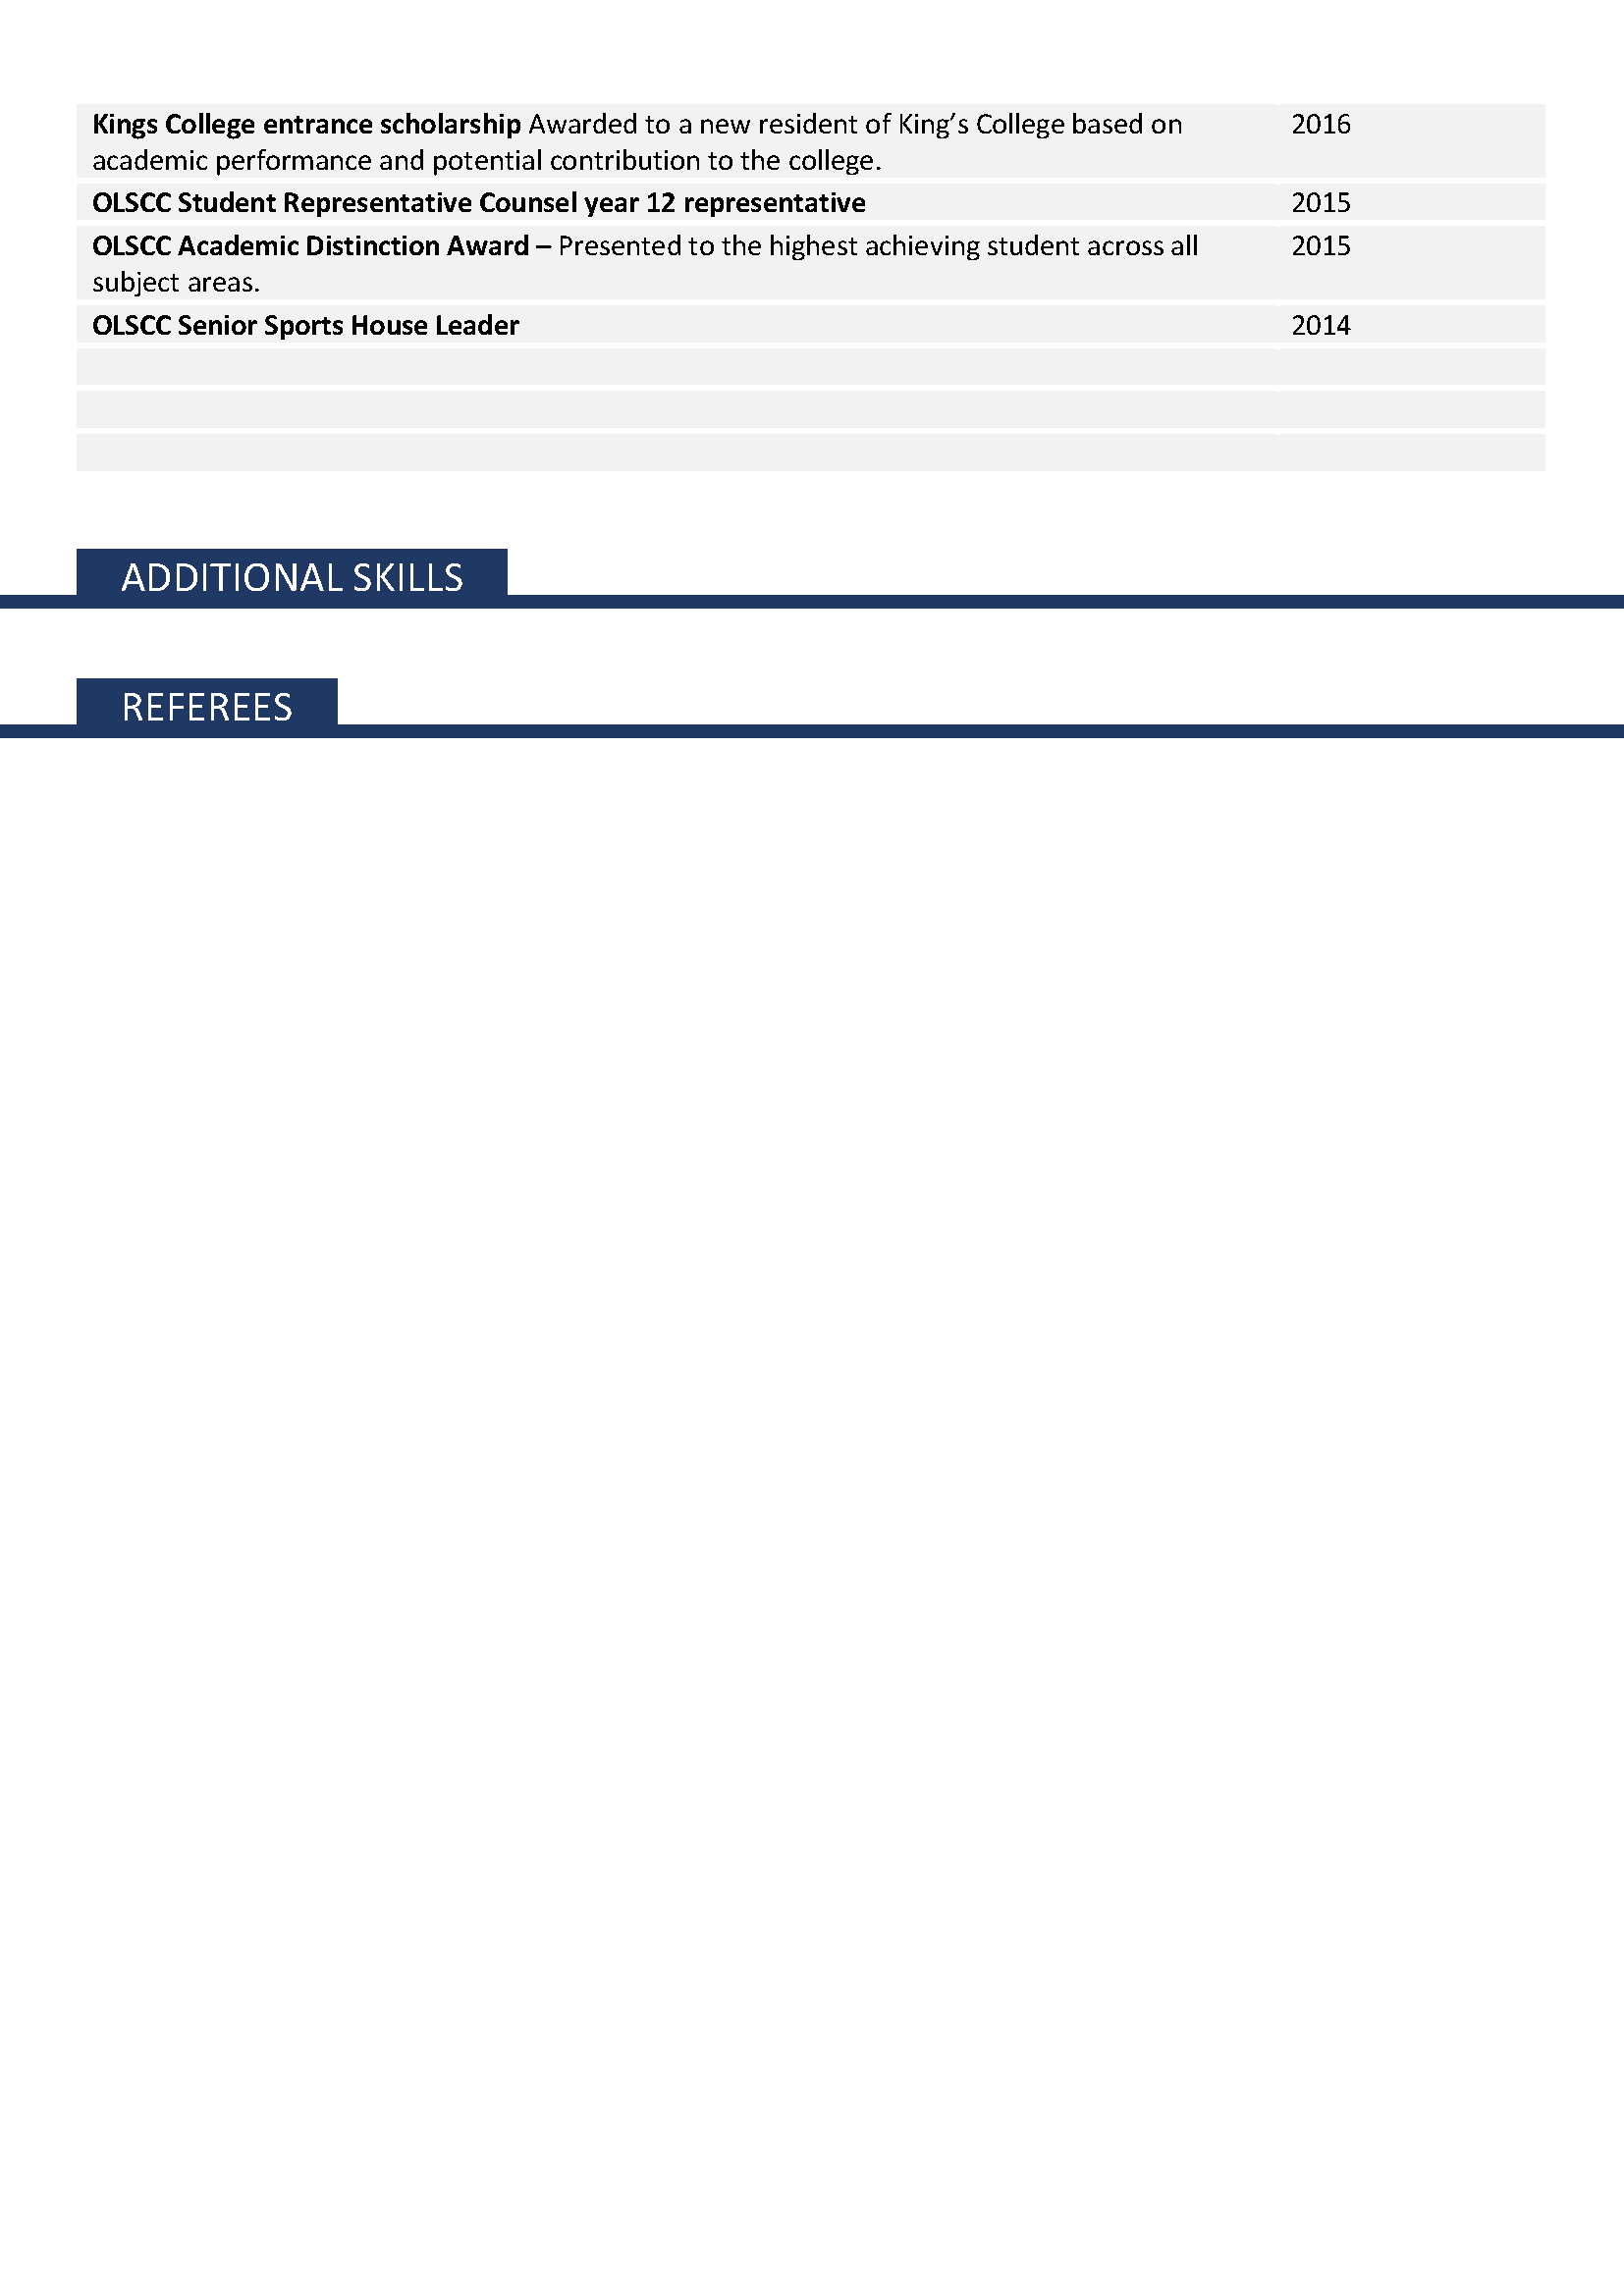 Kings College entrance scholarship Awarded to a new resident of King’s College based on 2016
academic performance and potential contribution to the college.
OLSCC Student Representative Counsel year 12 representative 2015
OLSCC Academic Distinction Award – Presented to the highest achieving student across all 2015
subject areas.
OLSCC Senior Sports House Leader 2014
ADDITIONAL SKILLS
REFEREES